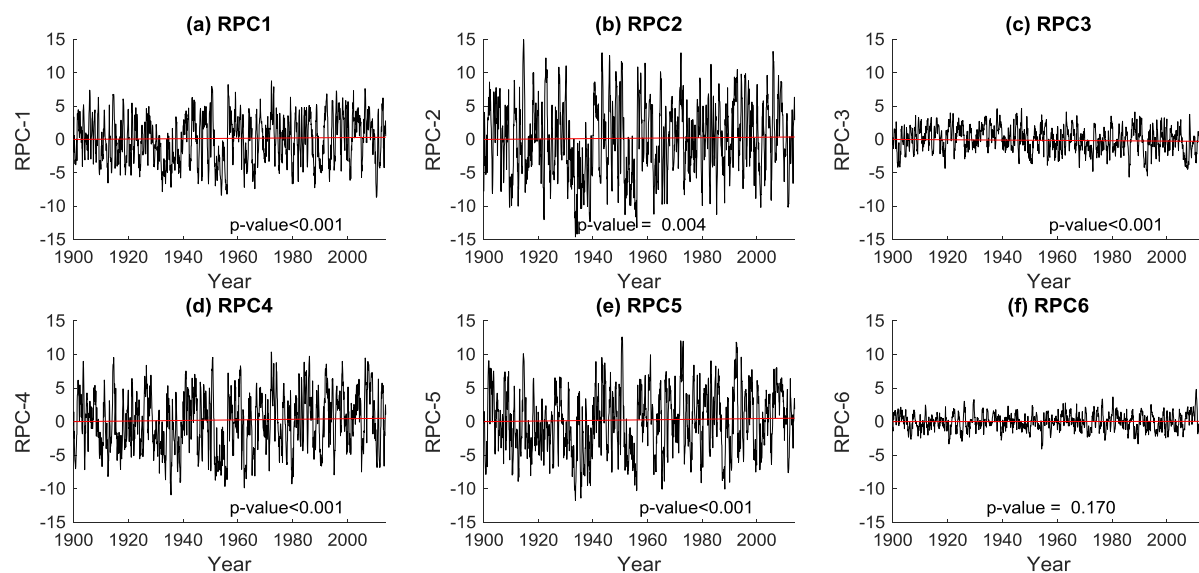 (a) RPC1
15
10
5
0
-5
-10
-15
RPC-1
p-value<0.001
1900 1920 1940 1960 1980 2000
Year
(b) RPC2
15
10
5
0
-5
-10
-15
RPC-2
p-value = 0.004
1900 1920 1940 1960 1980 2000
Year
(c) RPC3
15
10
5
0
-5
-10
-15
RPC-3
p-value<0.001
1900 1920 1940 1960 1980 2000
Year
(d) RPC4
15
10
5
0
-5
-10
-15
RPC-4
p-value<0.001
1900 1920 1940 1960 1980 2000
Year
(e) RPC5
15
10
5
0
-5
-10
-15
RPC-5
p-value<0.001
1900 1920 1940 1960 1980 2000
Year
(f) RPC6
15
10
5
0
-5
-10
-15
RPC-6
p-value = 0.170
1900 1920 1940 1960 1980 2000
Year